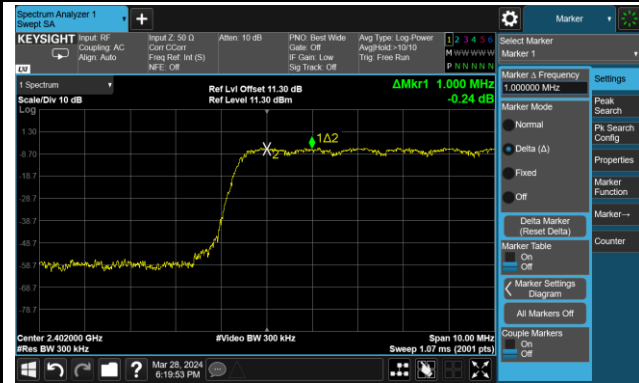 Spectrum Analyzer 1
Swept SA
Marker
KEYSIGHT
Input: RF
Coupling: AC
Align: Auto
Input Z: 50 Ω
Corr CCorr
Freq Ref: Int (S)
NFE: Off
Atten: 10 dB
PNO: Best Wide
Gate: Off
IF Gain: Low
Sig Track: Off
Avg Type: Log-Power
Avg|Hold:>10/10
Trig: Free Run
1 2 3 4 5 6
M W W W W W
P N N N N N
LXI
Select Marker
Marker 1
1 Spectrum
Scale/Div 10 dB
Log
Ref Lvl Offset 11.30 dB
Ref Level 11.30 dBm
ΔMkr1 1.000 MHz
-0.24 dB
1.30
-8.70
-18.7
-28.7
-38.7
-48.7
-58.7
-68.7
-78.7
1Δ2
2
Center 2.402000 GHz
#Res BW 300 kHz
#Video BW 300 kHz
Span 10.00 MHz
Sweep 1.07 ms (2001 pts)
Marker Δ Frequency
1.000000 MHz
Marker Mode
Normal
Delta (Δ)
Fixed
Off
Delta Marker
(Reset Delta)
Marker Table
On
Off
Marker Settings
Diagram
All Markers Off
Couple Markers
On
Off
Settings
Peak
Search
Pk Search
Config
Properties
Marker
Function
Marker→
Counter
?
Mar 28, 2024
6:19:53 PM